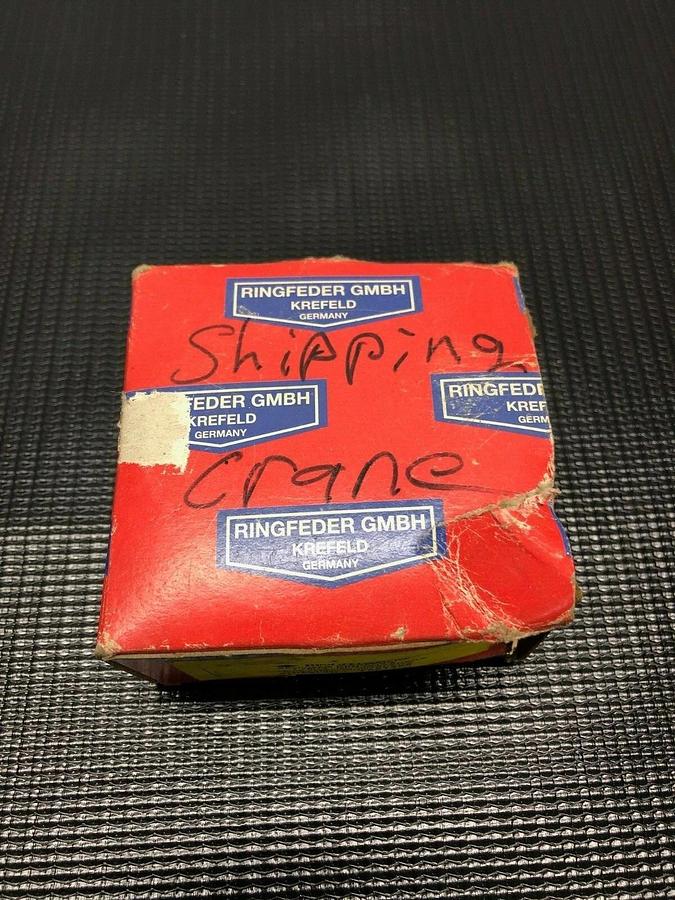 RINGFEDER GMBH
KREFELD
GERMANY
Shipping
FEDER GMBH
KREFELD
GERMANY
RINGFEDE
KREF
GERM
Crane
RINGFEDER GMBH
KREFELD
GERMANY